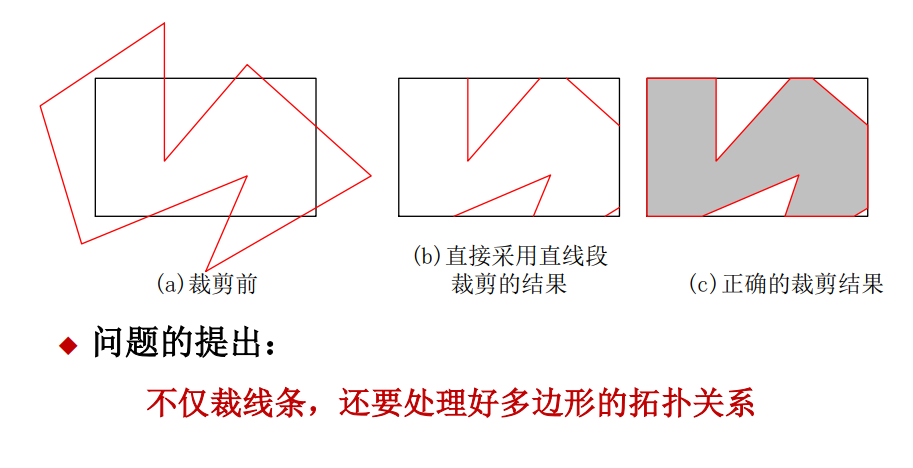 (a)裁剪前
(b)直接采用直线段
裁剪的结果
(c)正确的裁剪结果
◆ 问题的提出：
不仅裁线条，还要处理好多边形的拓扑关系